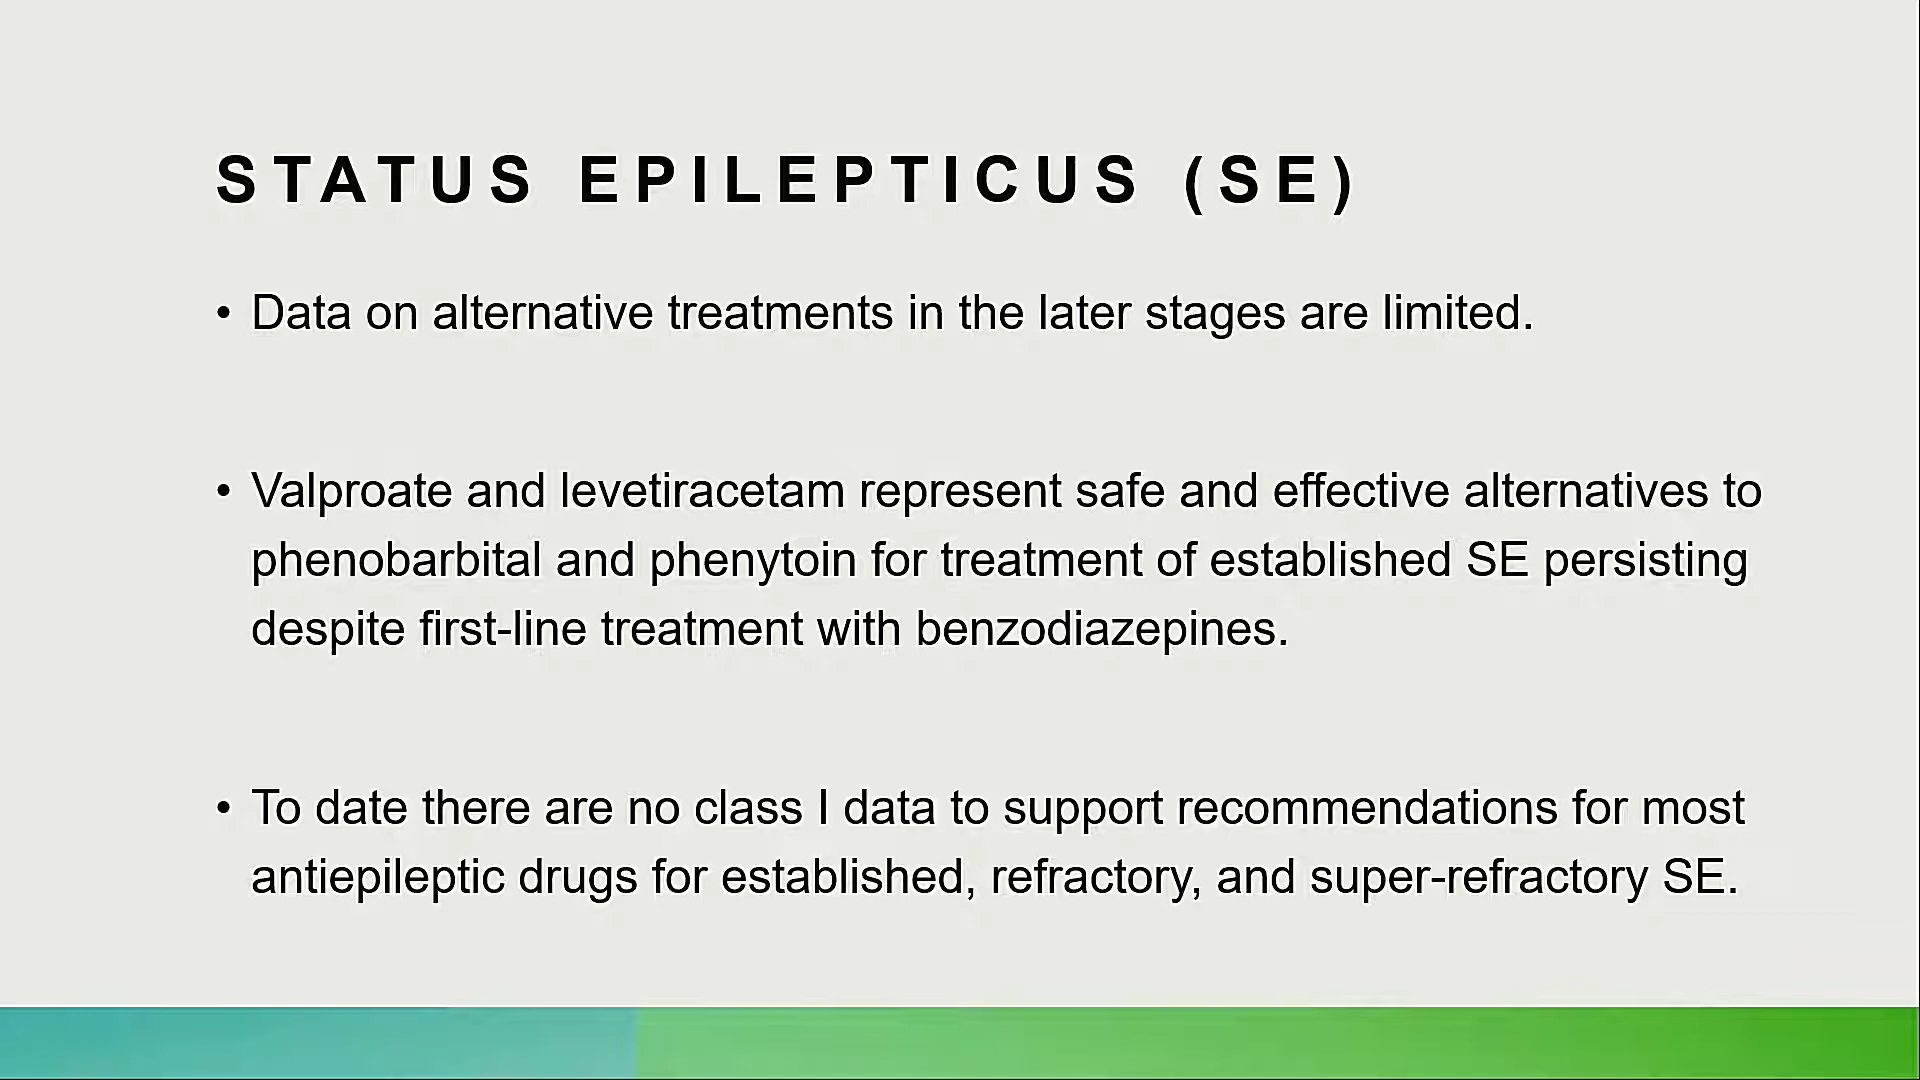 STATUS EPILEPTICUS (SE)
• Data on alternative treatments in the later stages are limited.
• Valproate and levetiracetam represent safe and effective alternatives to
phenobarbital and phenytoin for treatment of established SE persisting
despite first-line treatment with benzodiazepines.
• To date there are no class I data to support recommendations for most
antiepileptic drugs for established, refractory, and super-refractory SE.